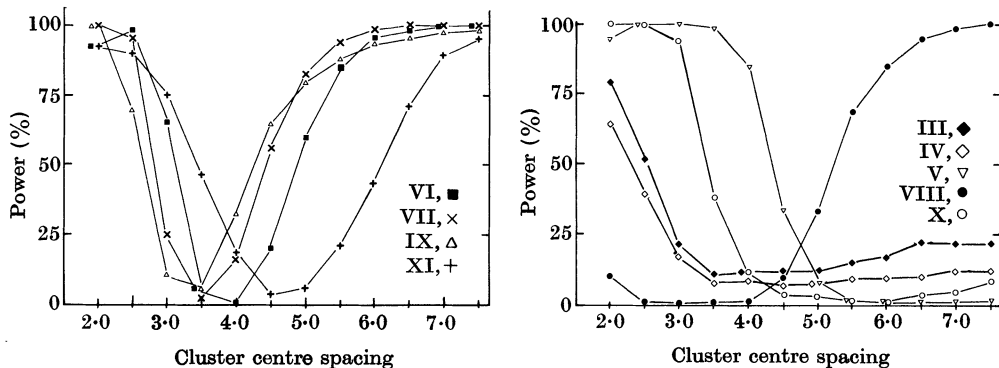 100
75
50
25
0
Power (%)
VI, ■
VII, ×
IX, △
XI, +
2·0 3·0 4·0 5·0 6·0 7·0
Cluster centre spacing
100
75
50
25
0
Power (%)
III, ◆
IV, ◇
V, ▽
VIII, ●
X, ○
2·0 3·0 4·0 5·0 6·0 7·0
Cluster centre spacing